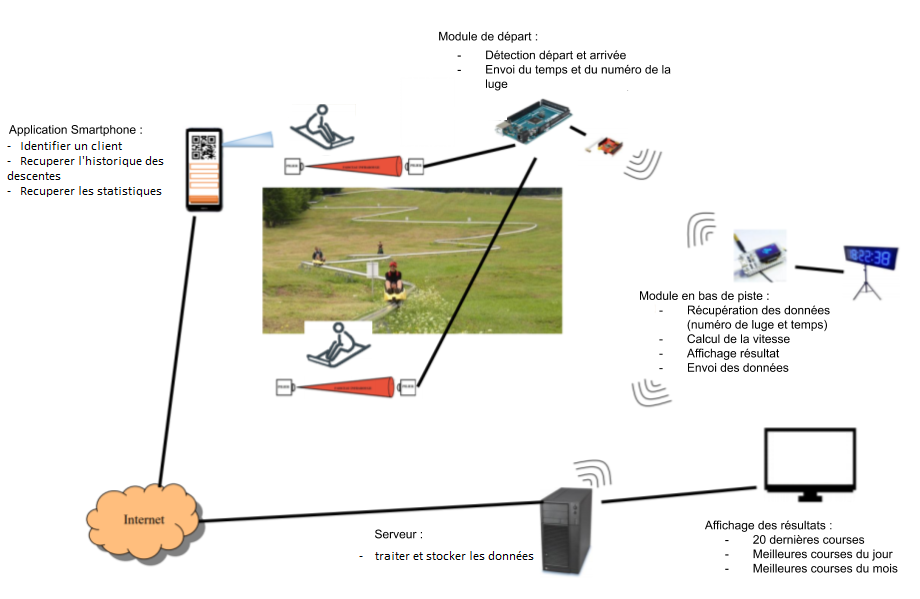 Module de départ :
- Détection départ et arrivée
- Envoi du temps et du numéro de la
luge
Application Smartphone :
- Identifier un client
- Recuperer l'historique des
descentes
- Recuperer les statistiques
18:22:38
Module en bas de piste :
- Récupération des données
(numéro de luge et temps)
- Calcul de la vitesse
- Affichage résultat
- Envoi des données
Internet
Serveur :
- traiter et stocker les données
Affichage des résultats :
- 20 dernières courses
- Meilleures courses du jour
- Meilleures courses du mois